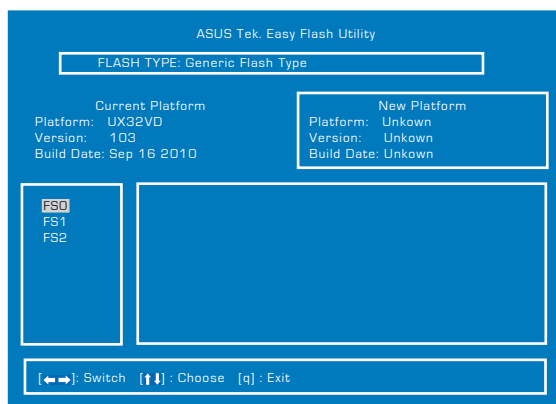 ASUS Tek. Easy Flash Utility
FLASH TYPE: Generic Flash Type
Current Platform
Platform: UX32VD
Version: 103
Build Date: Sep 16 2010
New Platform
Platform: Unkown
Version: Unkown
Build Date: Unkown
FS0
FS1
FS2
[←→]: Switch [↑↓] : Choose [q] : Exit